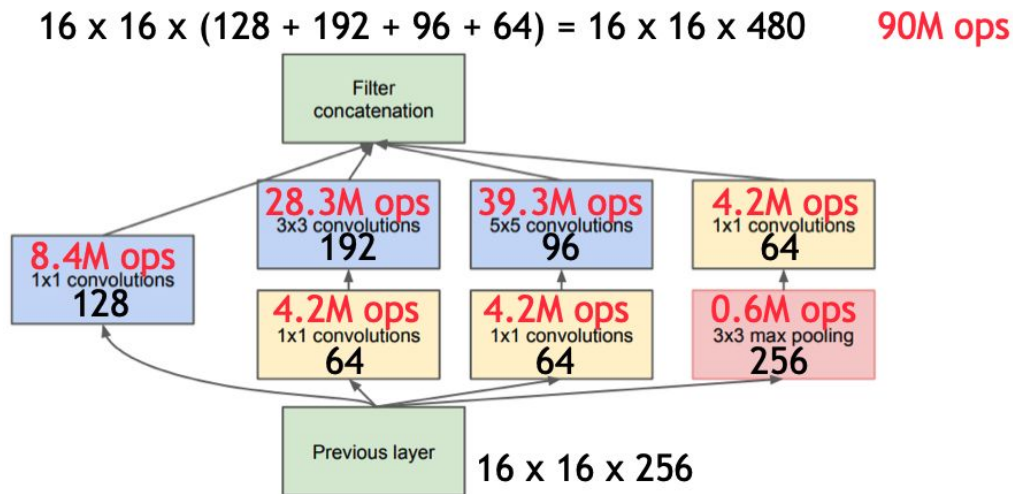 16 x 16 x (128 + 192 + 96 + 64) = 16 x 16 x 480
90M ops
Filter
concatenation
28.3M ops
3x3 convolutions
192
39.3M ops
5x5 convolutions
96
4.2M ops
1x1 convolutions
64
8.4M ops
1x1 convolutions
128
4.2M ops
1x1 convolutions
64
4.2M ops
1x1 convolutions
64
0.6M ops
3x3 max pooling
256
Previous layer
16 x 16 x 256